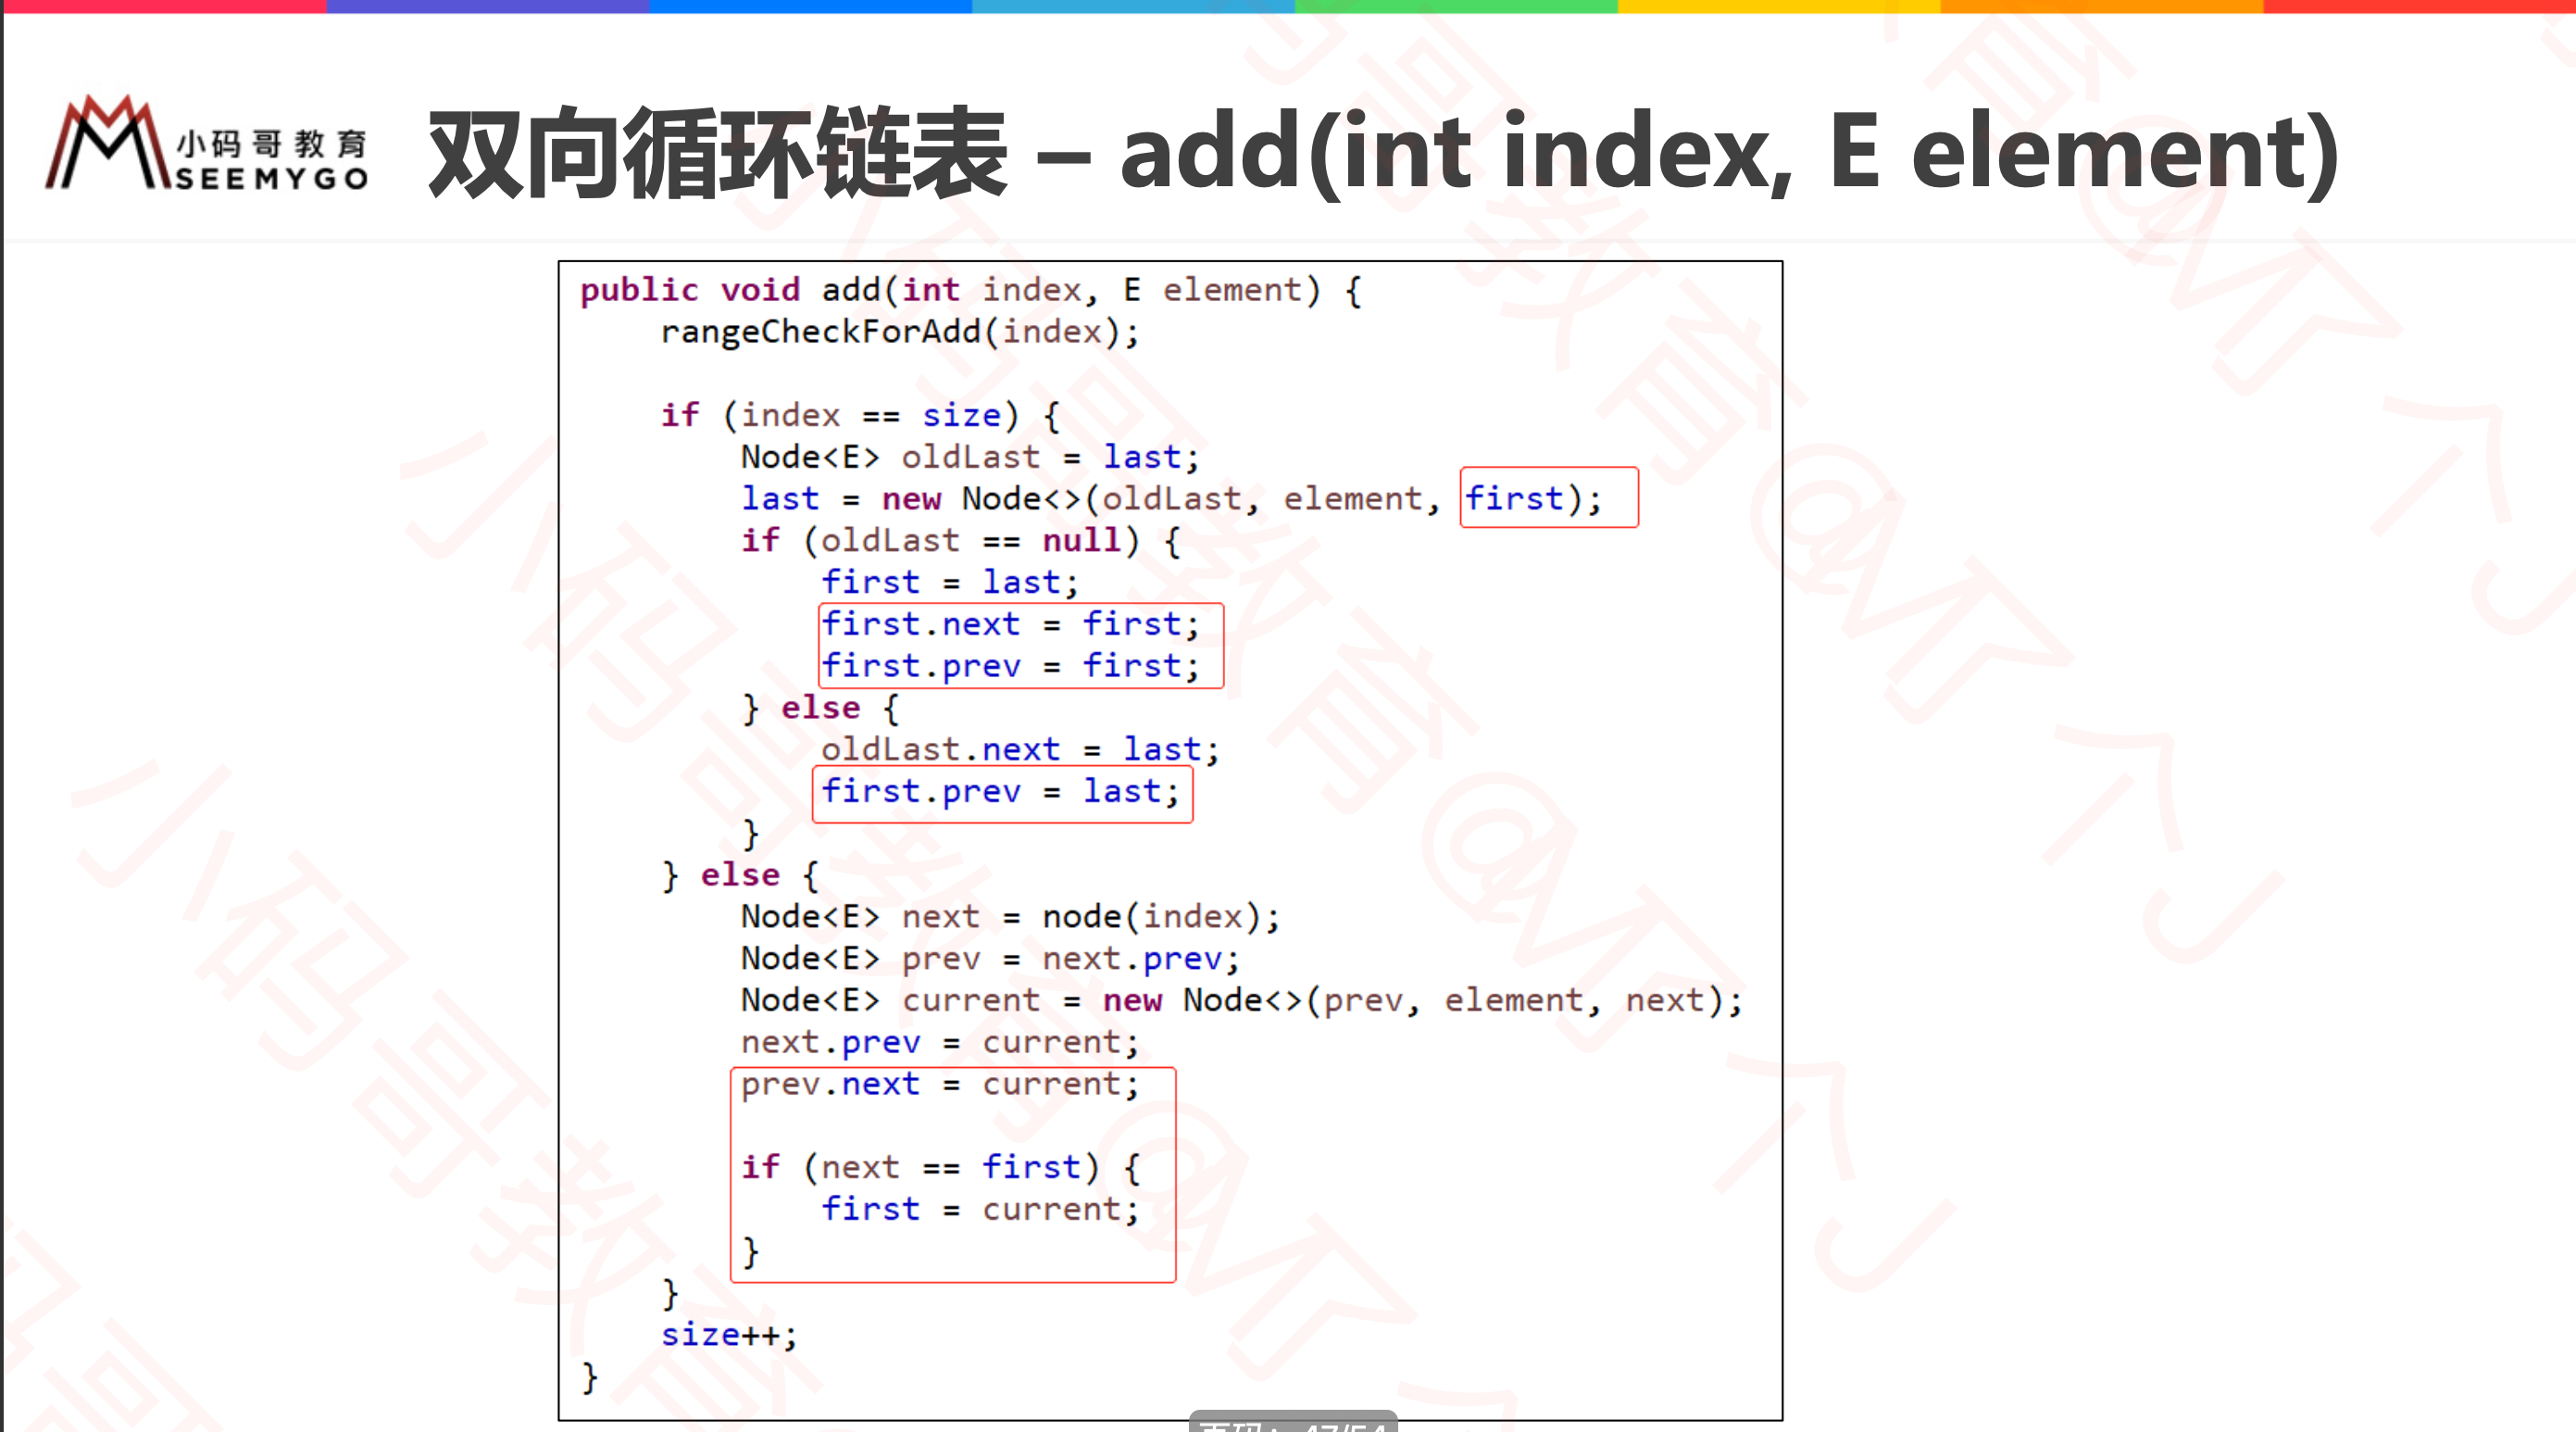 小码哥教育
SEEMYGO
双向循环链表 – add(int index, E element)
public void add(int index, E element) {
rangeCheckForAdd(index);
if (index == size) {
Node<E> oldLast = last;
last = new Node<>(oldLast, element, first);
if (oldLast == null) {
first = last;
first.next = first;
first.prev = first;
} else {
oldLast.next = last;
first.prev = last;
}
} else {
Node<E> next = node(index);
Node<E> prev = next.prev;
Node<E> current = new Node<>(prev, element, next);
next.prev = current;
prev.next = current;
if (next == first) {
first = current;
}
}
size++;
}